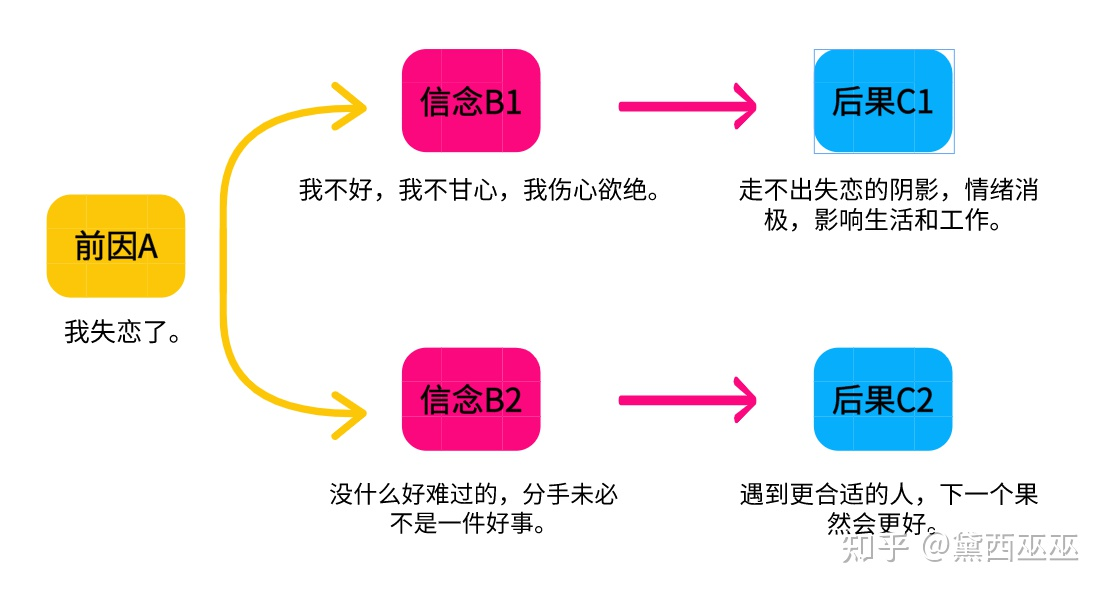 信念B1
后果C1
我不好，我不甘心，我伤心欲绝。
走不出失恋的阴影，情绪消
极，影响生活和工作。
前因A
我失恋了。
信念B2
后果C2
没什么好难过的，分手未必
不是一件好事。
遇到更合适的人，下一个果
然会更好。
知乎 @黛西巫巫